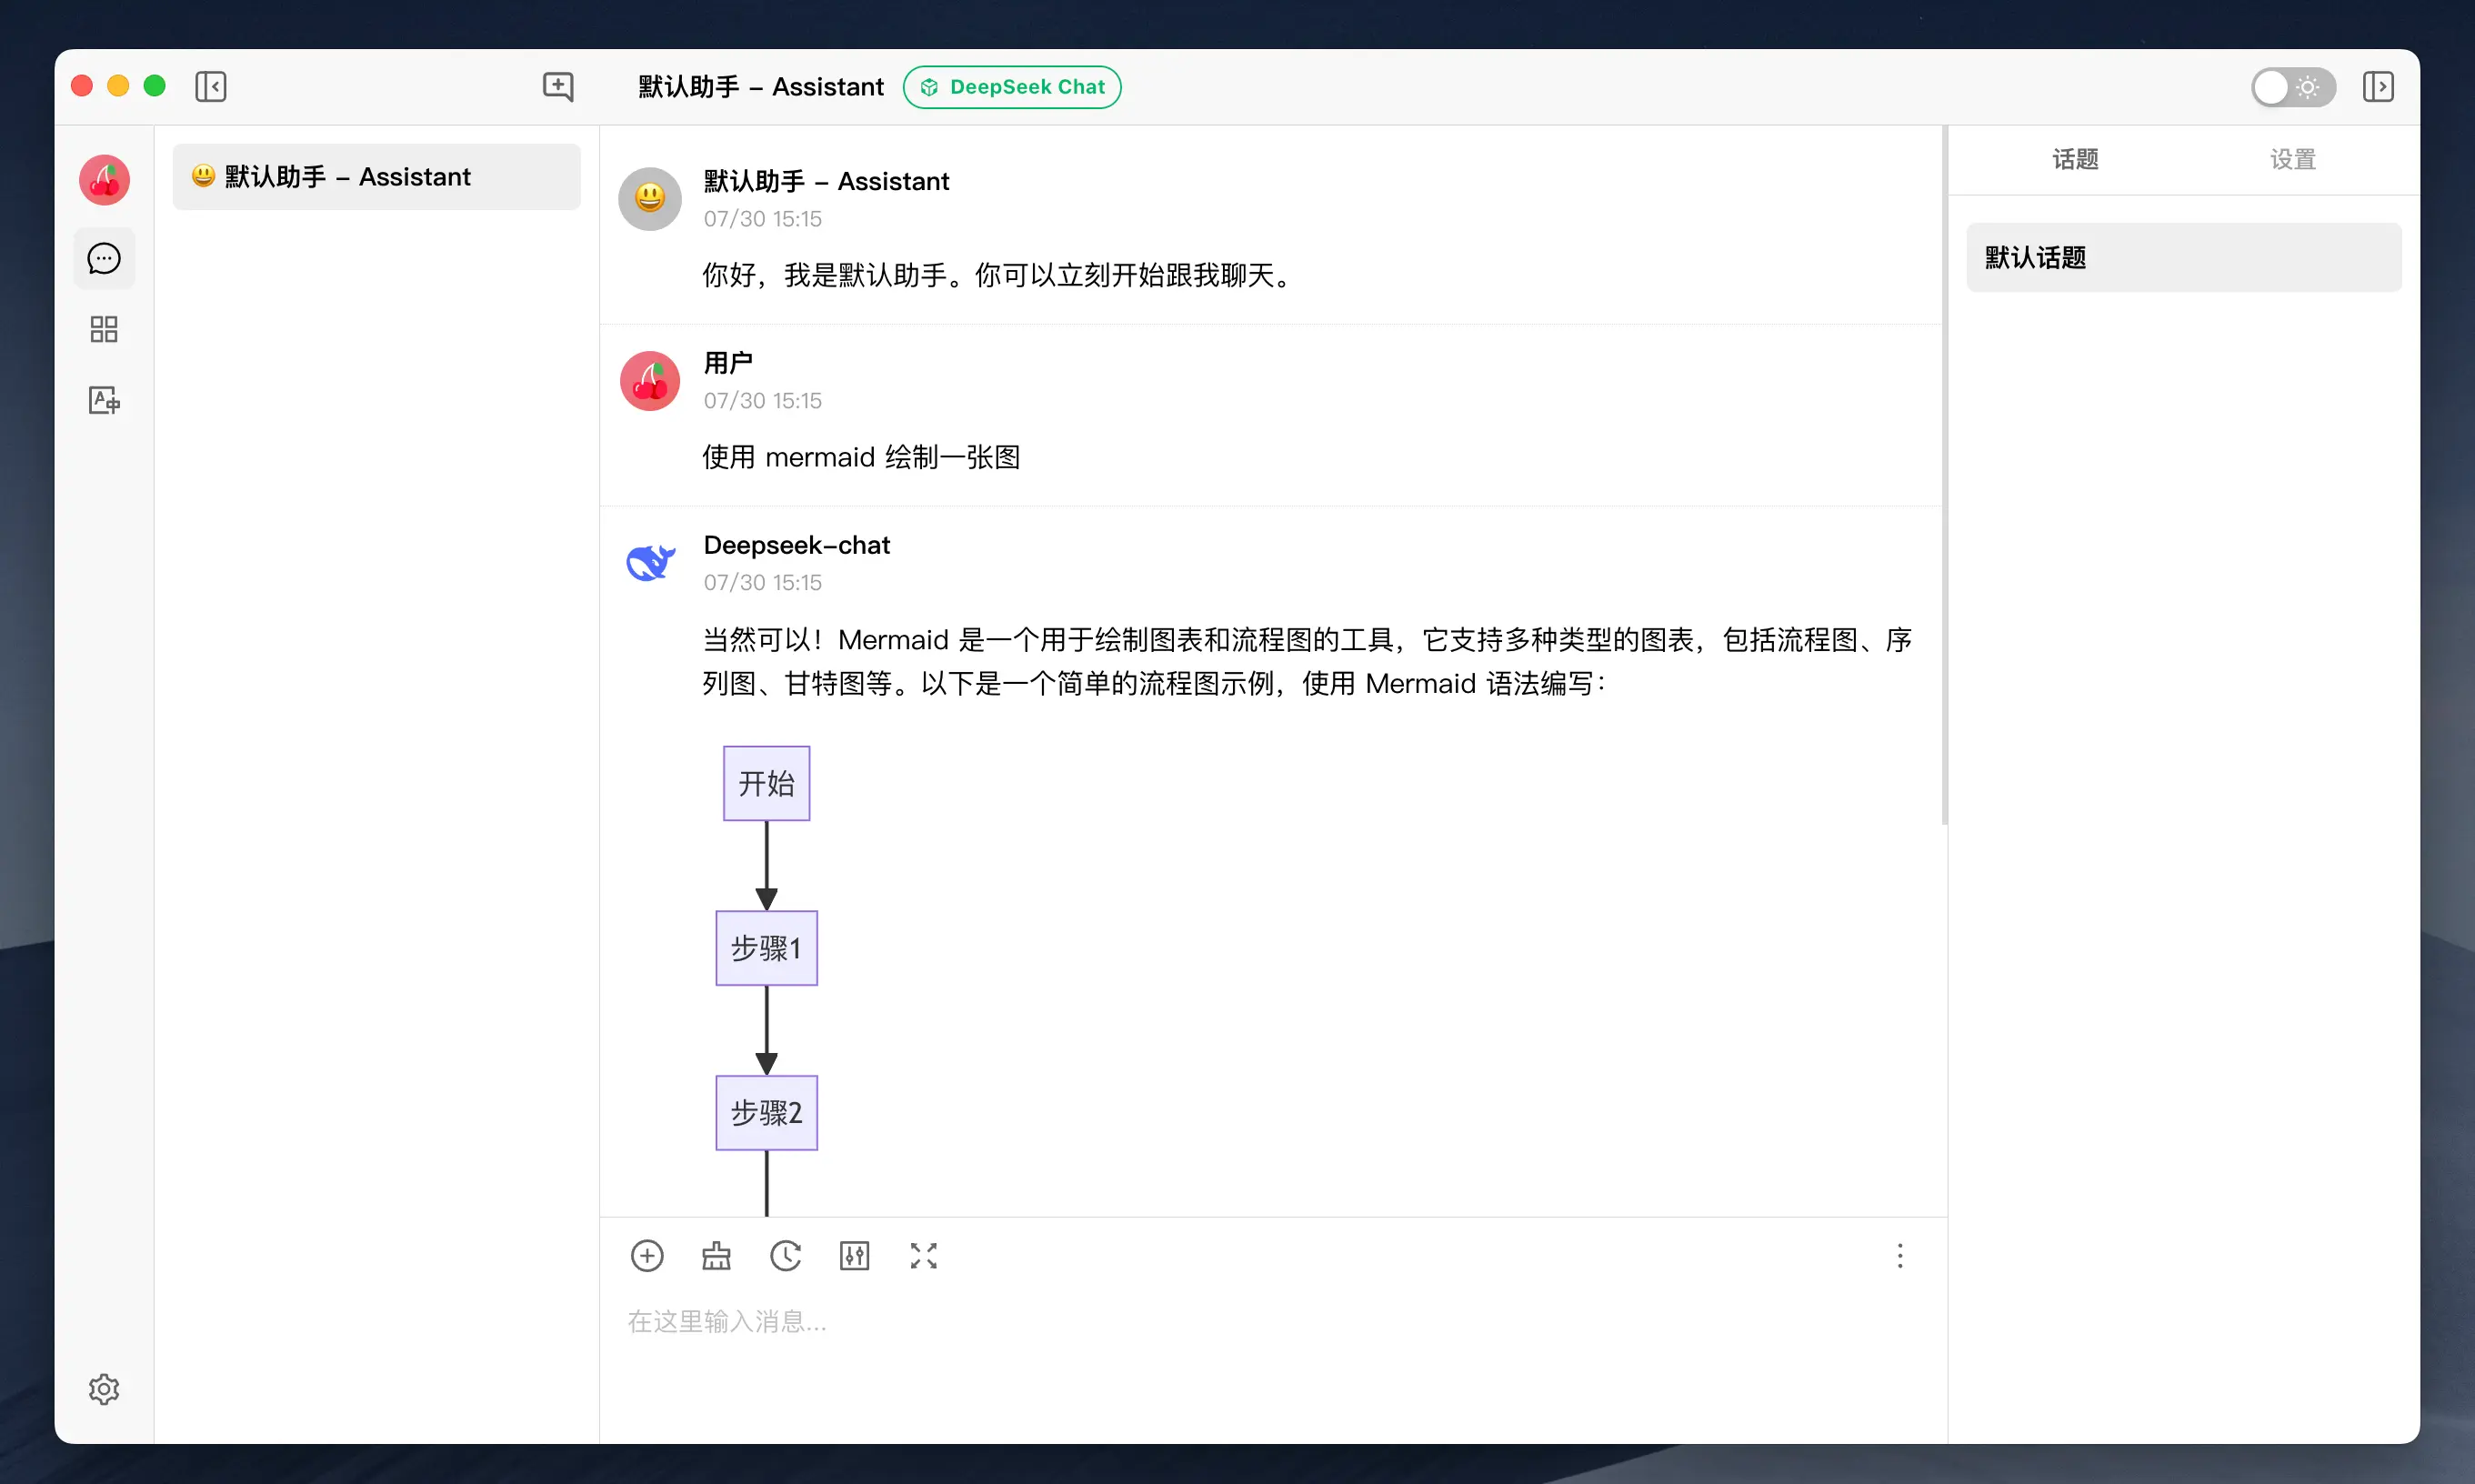 默认助手 – Assistant
DeepSeek Chat
😃 默认助手 – Assistant
默认助手 – Assistant
07/30 15:15
你好，我是默认助手。你可以立刻开始跟我聊天。
用户
07/30 15:15
使用 mermaid 绘制一张图
Deepseek-chat
07/30 15:15
当然可以！Mermaid 是一个用于绘制图表和流程图的工具，它支持多种类型的图表，包括流程图、序
列图、甘特图等。以下是一个简单的流程图示例，使用 Mermaid 语法编写：
开始
步骤1
步骤2
在这里输入消息...
话题
设置
默认话题